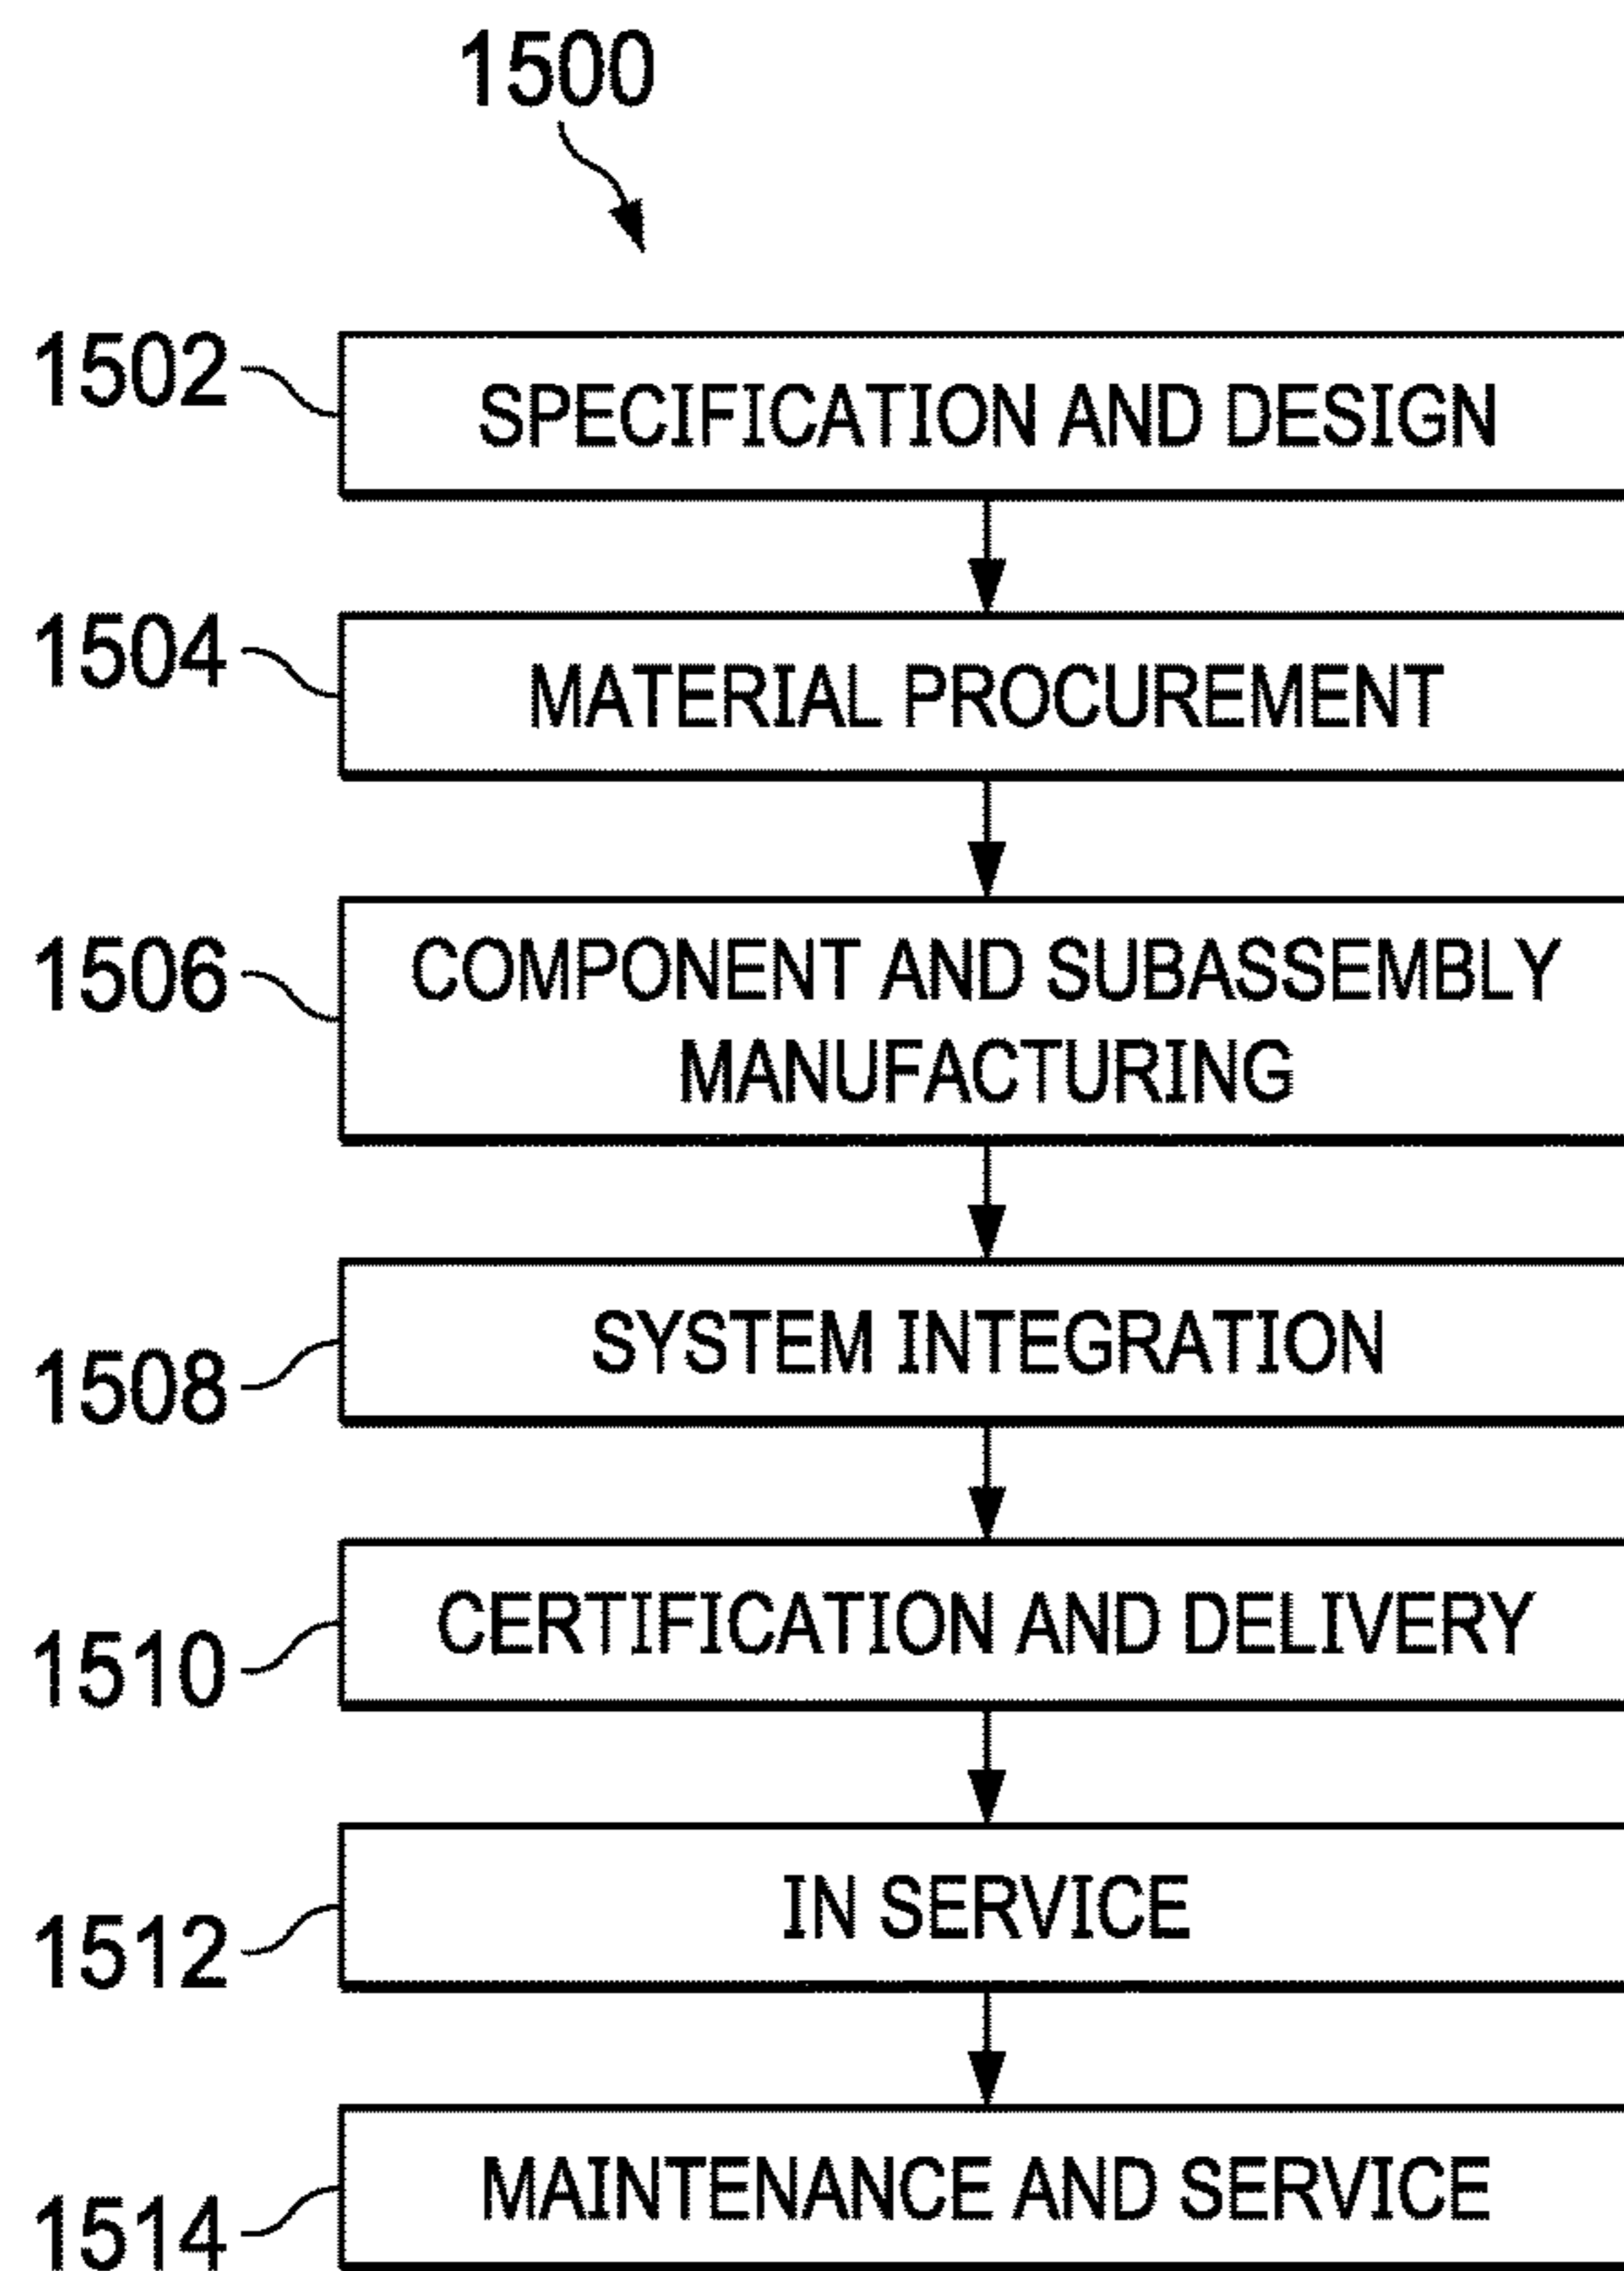 1500
1502
SPECIFICATION AND DESIGN
1504
MATERIAL PROCUREMENT
1506
COMPONENT AND SUBASSEMBLY
MANUFACTURING
1508
SYSTEM INTEGRATION
1510
CERTIFICATION AND DELIVERY
1512
IN SERVICE
1514
MAINTENANCE AND SERVICE